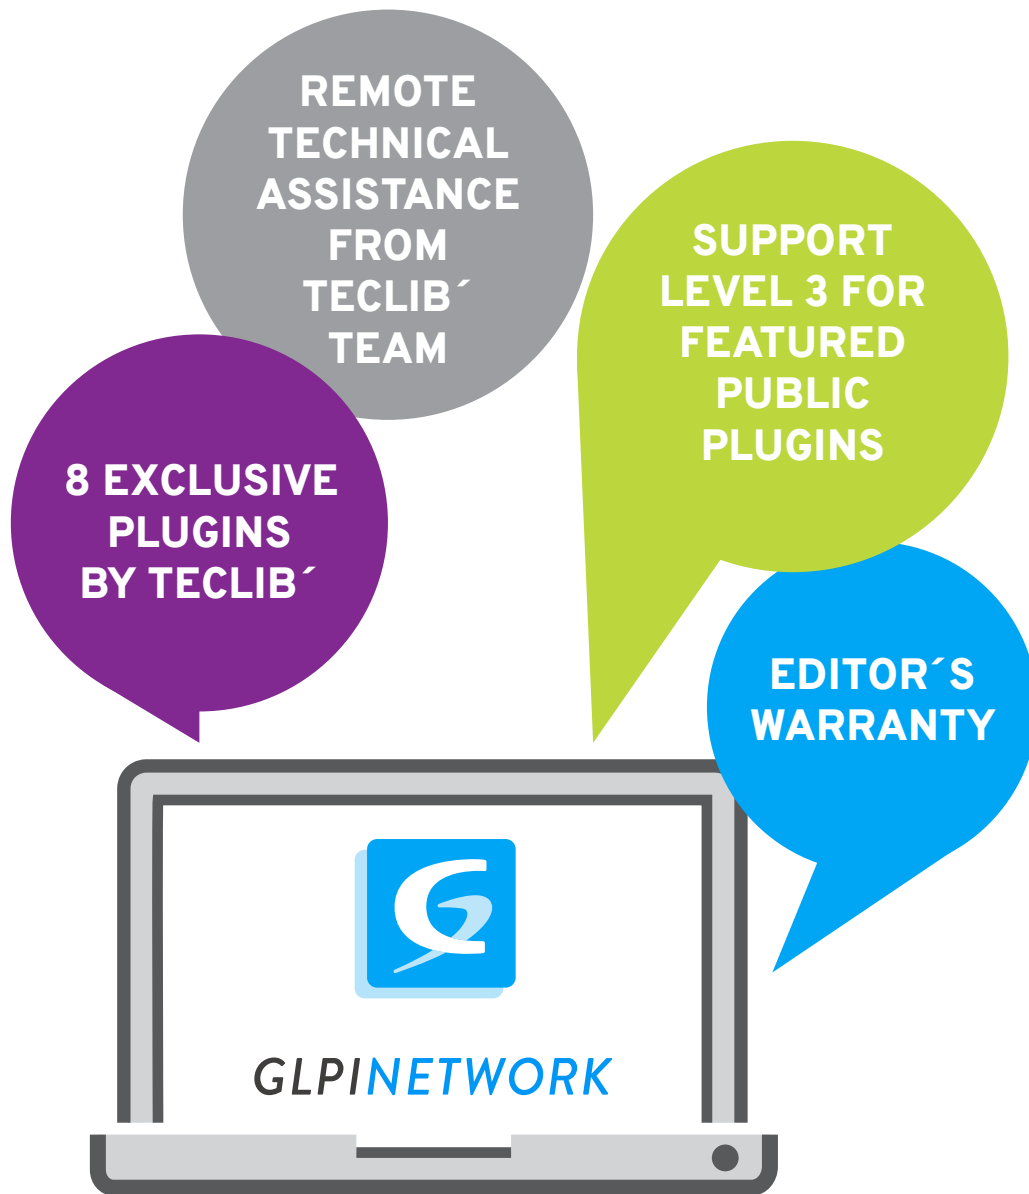 REMOTE
TECHNICAL
ASSISTANCE
FROM
TECLIB´
TEAM
SUPPORT
LEVEL 3 FOR
FEATURED
PUBLIC
PLUGINS
8 EXCLUSIVE
PLUGINS
BY TECLIB´
EDITOR´S
WARRANTY
GLPINETWORK